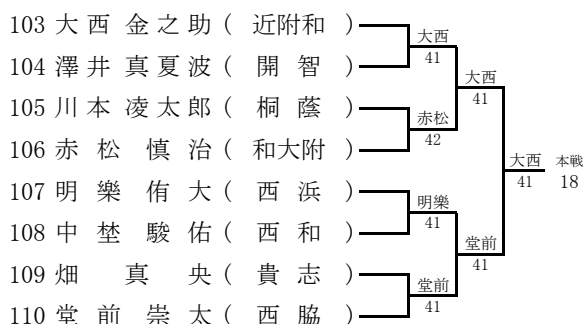 103 大西 金之助 ( 近附和 )
104 澤井 真夏波 ( 開智 )
105 川本 凌太郎 ( 桐蔭 )
106 赤松 慎治 ( 和大附 )
107 明樂 侑大 ( 西浜 )
108 中埜 駿佑 ( 西和 )
109 畑 真央 ( 貴志 )
110 堂前 崇太 ( 西脇 )
大西
41
赤松
42
明樂
41
堂前
41
大西
41
堂前
41
大西
41
本戦
18